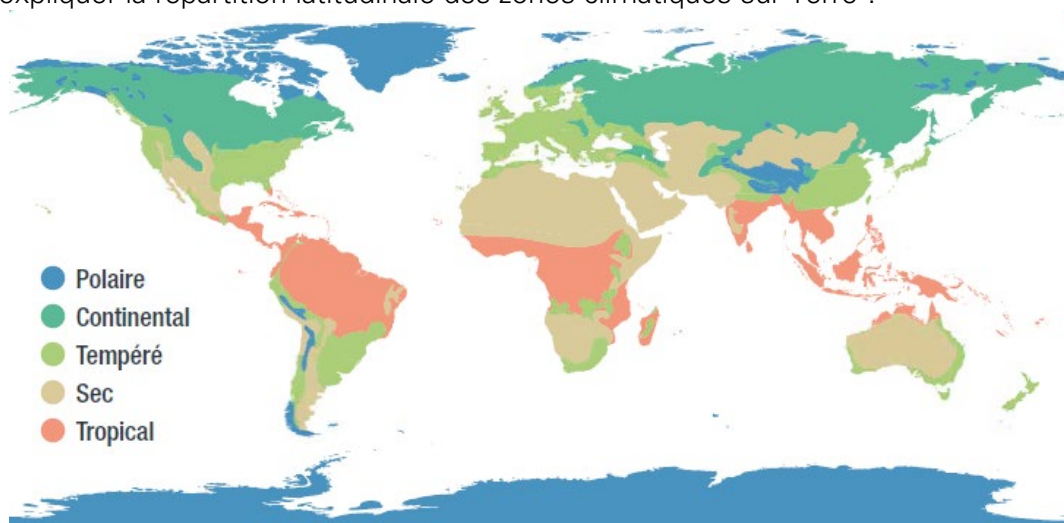 expliquer la répartition latitudinale des zones climatiques sur Terre ?
Polaire
Continental
Tempéré
Sec
Tropical